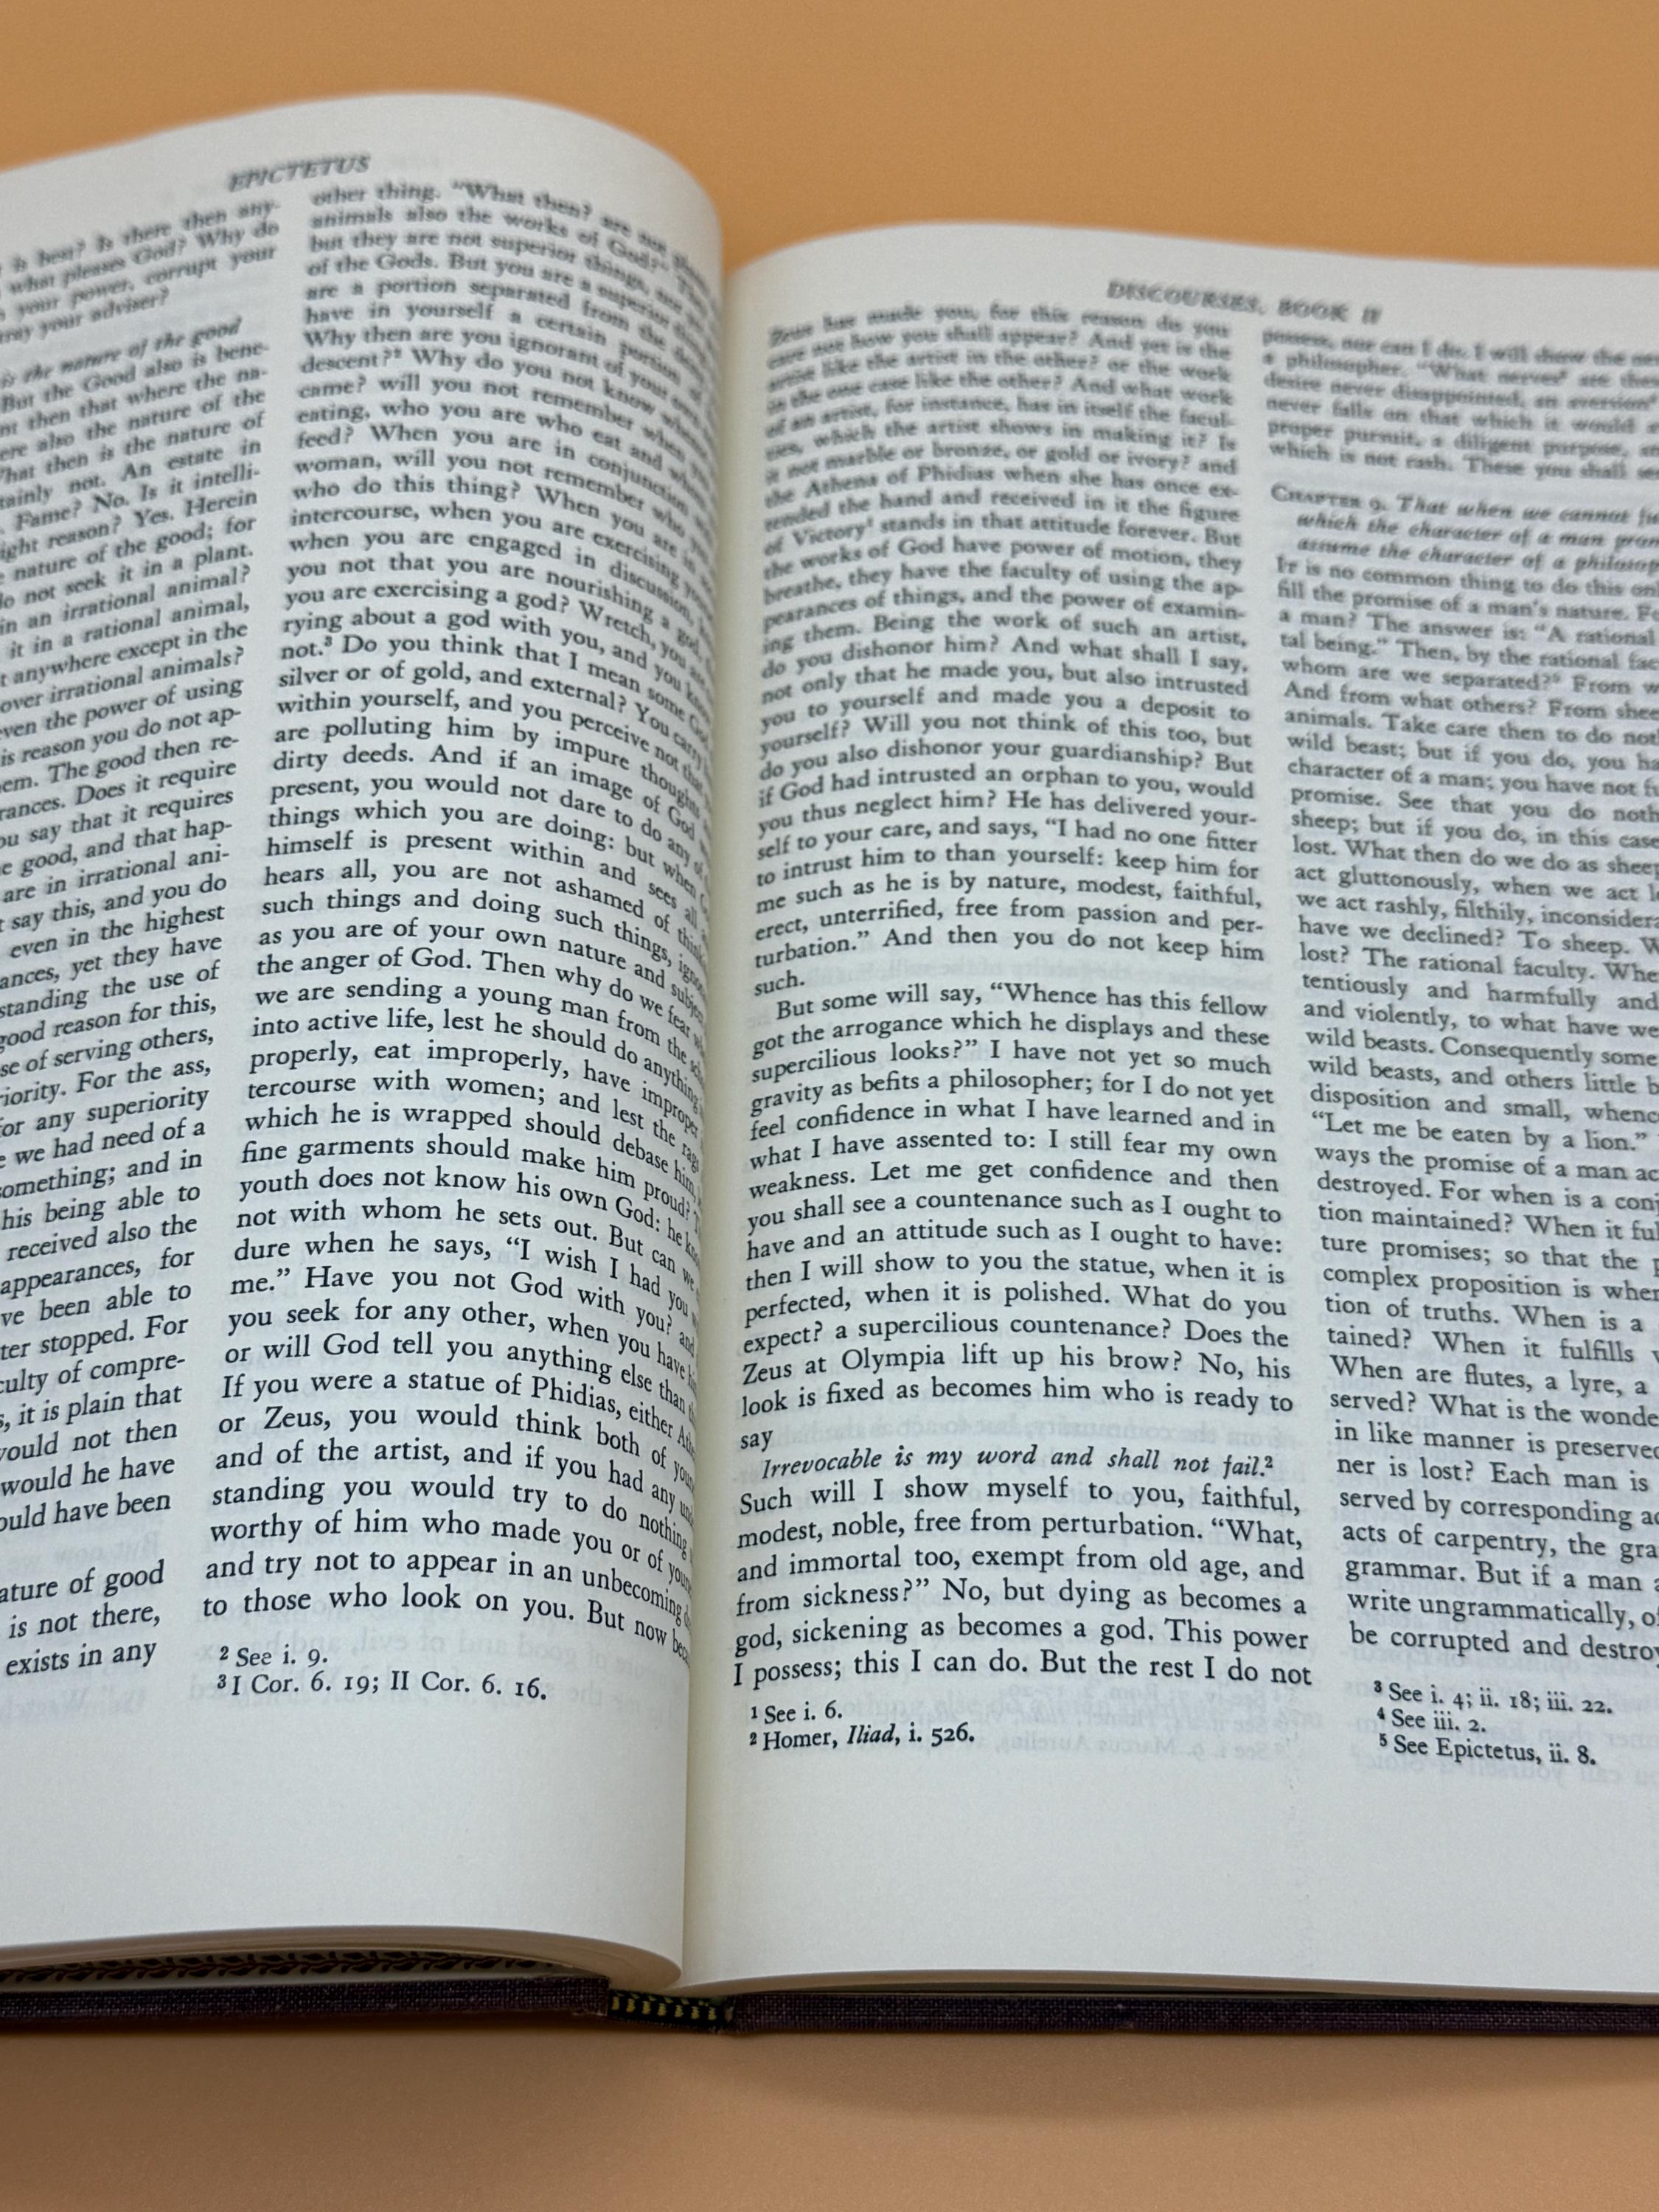 EPICTETUS
is best? Is there then any-
what pleases God? Why do
your power, corrupt your
your adviser?
is the nature of the good
But the Good also is bene-
then that where the na-
also the nature of the
What then is the nature of
not. An estate in
Fame? No. Is it intelli-
right reason? Yes. Herein
nature of the good; for
do not seek it in a plant.
in an irrational animal?
it in a rational animal,
anywhere except in the
over irrational animals?
the power of using
is reason you do not ap-
The good then re-
Does it require
say that it requires
good, and that hap-
are in irrational ani-
say this, and you do
even in the highest
yet they have
the use of
good reason for this,
of serving others,
For the ass,
for any superiority
we had need of a
something; and in
his being able to
received also the
appearances, for
been able to
stopped. For
of compre-
it is plain that
would not then
would he have
have been
of good
is not there,
exists in any
other thing. “What then? are not
animals also the works of God?”
but they are not superior things, nor
of the Gods. But you are a superior
are a portion separated from the
have in yourself a certain portion
Why then are you ignorant of your own
descent?² Why do you not know whence
came? will you not remember when
eating, who you are who eat and whom
feed? When you are in conjunction
woman, will you not remember who
who do this thing? When you are in
intercourse, when you are exercising
when you are engaged in discussion,
you not that you are nourishing a god,
you are exercising a god? Wretch, you are
rying about a god with you, and you know
not.³ Do you think that I mean some God
silver or of gold, and external? You carry
within yourself, and you perceive not that
are polluting him by impure thoughts
dirty deeds. And if an image of God
present, you would not dare to do any of
things which you are doing: but when
himself is present within and sees all
hears all, you are not ashamed of
such things and doing such things,
as you are of your own nature and subject
the anger of God. Then why do we fear
we are sending a young man from the
into active life, lest he should do anything
properly, eat improperly, have improper
tercourse with women; and lest the rags
which he is wrapped should debase him,
fine garments should make him proud?
youth does not know his own God: he
not with whom he sets out. But can we
dure when he says, “I wish I had you
me.” Have you not God with you? and
you seek for any other, when you have
or will God tell you anything else than
If you were a statue of Phidias, either
or Zeus, you would think both of
and of the artist, and if you had any
standing you would try to do nothing
worthy of him who made you or of
and try not to appear in an unbecoming
to those who look on you. But now
² See i. 9.
³ I Cor. 6. 19; II Cor. 6. 16.
DISCOURSES, BOOK II
Zeus has made you, for this reason do you
care not how you shall appear? And yet is the
artist like the artist in the other? or the work
in the one case like the other? And what work
of an artist, for instance, has in itself the facul-
ties, which the artist shows in making it? Is
it not marble or bronze, or gold or ivory? and
the Athena of Phidias when she has once ex-
tended the hand and received in it the figure
of Victory¹ stands in that attitude forever. But
the works of God have power of motion, they
breathe, they have the faculty of using the ap-
pearances of things, and the power of examin-
ing them. Being the work of such an artist,
do you dishonor him? And what shall I say,
not only that he made you, but also intrusted
you to yourself and made you a deposit to
yourself? Will you not think of this too, but
do you also dishonor your guardianship? But
if God had intrusted an orphan to you, would
you thus neglect him? He has delivered your-
self to your care, and says, “I had no one fitter
to intrust him to than yourself: keep him for
me such as he is by nature, modest, faithful,
erect, unterrified, free from passion and per-
turbation.” And then you do not keep him
such.
But some will say, “Whence has this fellow
got the arrogance which he displays and these
supercilious looks?” I have not yet so much
gravity as befits a philosopher; for I do not yet
feel confidence in what I have learned and in
what I have assented to: I still fear my own
weakness. Let me get confidence and then
you shall see a countenance such as I ought to
have and an attitude such as I ought to have:
then I will show to you the statue, when it is
perfected, when it is polished. What do you
expect? a supercilious countenance? Does the
Zeus at Olympia lift up his brow? No, his
look is fixed as becomes him who is ready to
say
Irrevocable is my word and shall not fail.²
Such will I show myself to you, faithful,
modest, noble, free from perturbation. “What,
and immortal too, exempt from old age, and
from sickness?” No, but dying as becomes a
god, sickening as becomes a god. This power
I possess; this I can do. But the rest I do not
¹ See i. 6.
² Homer, Iliad, i. 526.
possess, nor can I do. I will show the
a philosopher. “What nerves⁣ are these
desire never disappointed, an aversion
never falls on that which it would
proper pursuit, a diligent purpose,
which is not rash. These you shall
CHAPTER 9. That when we cannot
which the character of a man
assume the character of a
IT is no common thing to do this
fill the promise of a man's nature.
a man? The answer is: “A rational
tal being.” Then, by the rational
whom are we separated?⁵ From
And from what others? From
animals. Take care then to do
wild beast; but if you do, you
character of a man; you have not
promise. See that you do
sheep; but if you do, in this case
lost. What then do we do as
act gluttonously, when we act
we act rashly, filthily,
have we declined? To sheep.
lost? The rational faculty.
tentiously and harmfully and
and violently, to what have we
wild beasts. Consequently some
wild beasts, and others little
disposition and small,
“Let me be eaten by a lion.”
ways the promise of a man
destroyed. For when is a
tion maintained? When it
ture promises; so that the
complex proposition is
tion of truths. When is a
tained? When it fulfills
When are flutes, a lyre, a
served? What is the
in like manner is
ner is lost? Each man is
served by corresponding
acts of carpentry, the
grammar. But if a man
write ungrammatically,
be corrupted and
³ See i. 4; ii. 18; iii. 22.
⁴ See iii. 2.
⁵ See Epictetus, ii. 8.